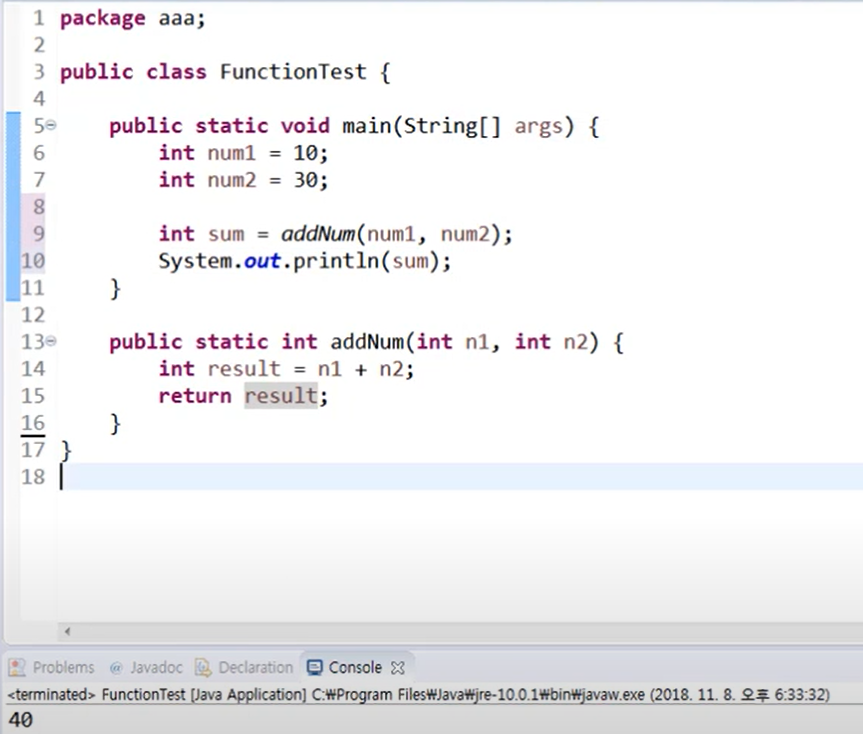 1 package aaa;
2
3 public class FunctionTest {
4
5 public static void main(String[] args) {
6 int num1 = 10;
7 int num2 = 30;
8
9 int sum = addNum(num1, num2);
10 System.out.println(sum);
11 }
12
13 public static int addNum(int n1, int n2) {
14 int result = n1 + n2;
15 return result;
16 }
17 }
18
Problems @ Javadoc Declaration Console
<terminated> FunctionTest [Java Application] C:₩Program Files₩Java₩jre-10.0.1₩bin₩javaw.exe (2018. 11. 8. 오후 6:33:32)
40